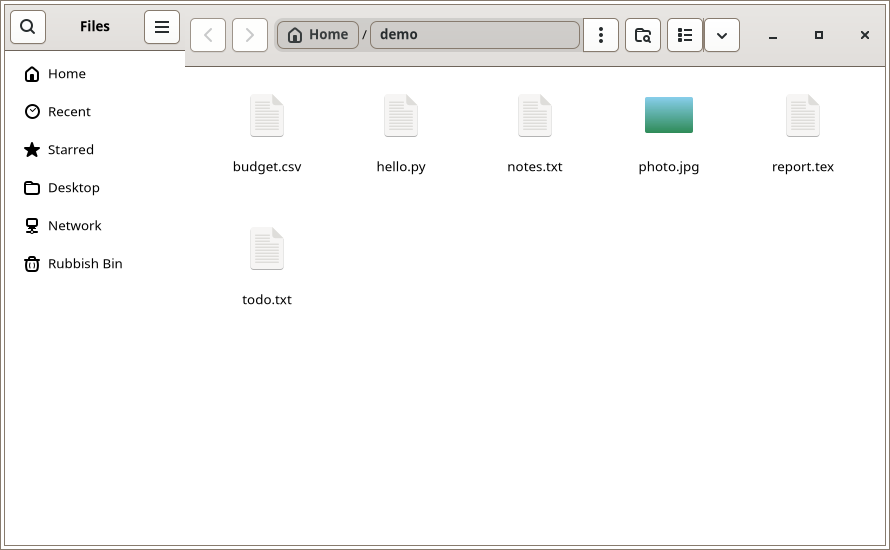 Files
Home / demo
Home
Recent
Starred
Desktop
Network
Rubbish Bin
budget.csv
hello.py
notes.txt
photo.jpg
report.tex
todo.txt